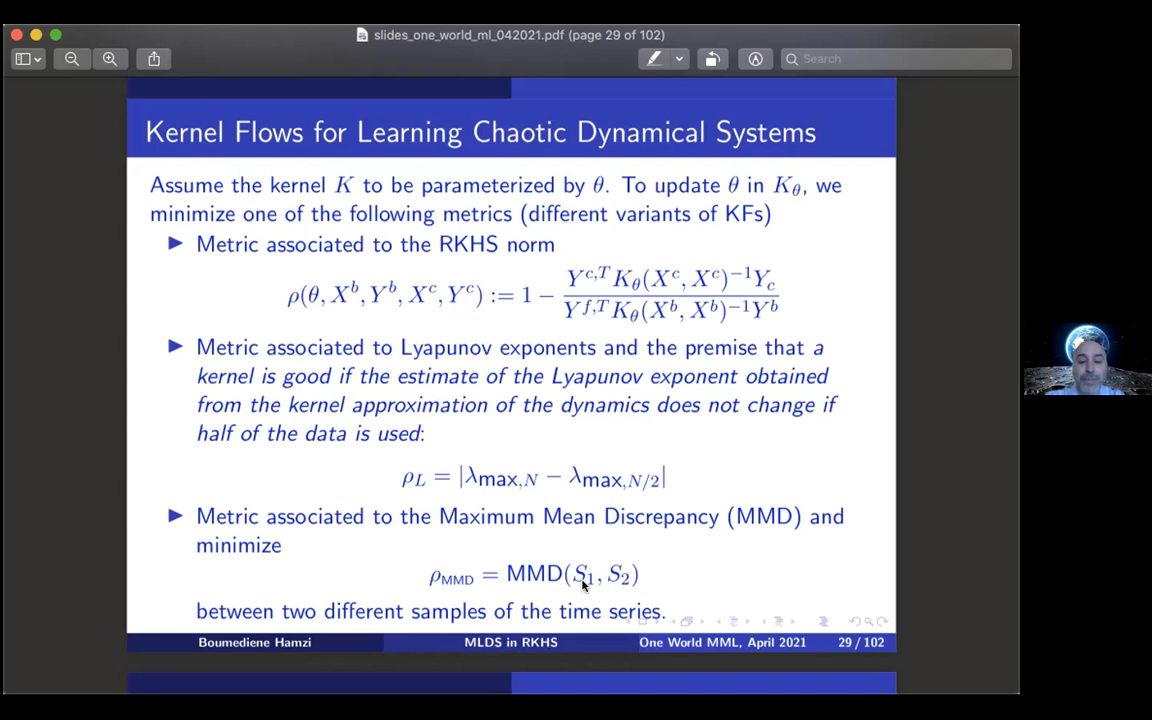 slides_one_world_ml_042021.pdf (page 29 of 102)
Search
Kernel Flows for Learning Chaotic Dynamical Systems
Assume the kernel K to be parameterized by θ. To update θ in K_θ, we
minimize one of the following metrics (different variants of KFs)
▶ Metric associated to the RKHS norm
ρ(θ, X^b, Y^b, X^c, Y^c) := 1 − \frac{Y^{c,T} K_θ(X^c, X^c)^{−1} Y_c}{Y^{f,T} K_θ(X^b, X^b)^{−1} Y^b}
▶ Metric associated to Lyapunov exponents and the premise that a
kernel is good if the estimate of the Lyapunov exponent obtained
from the kernel approximation of the dynamics does not change if
half of the data is used:
ρ_L = |λ_{max,N} − λ_{max,N/2}|
▶ Metric associated to the Maximum Mean Discrepancy (MMD) and
minimize
ρ_{MMD} = MMD(S_1, S_2)
between two different samples of the time series.
Boumediene Hamzi MLDS in RKHS One World MML, April 2021 29 / 102